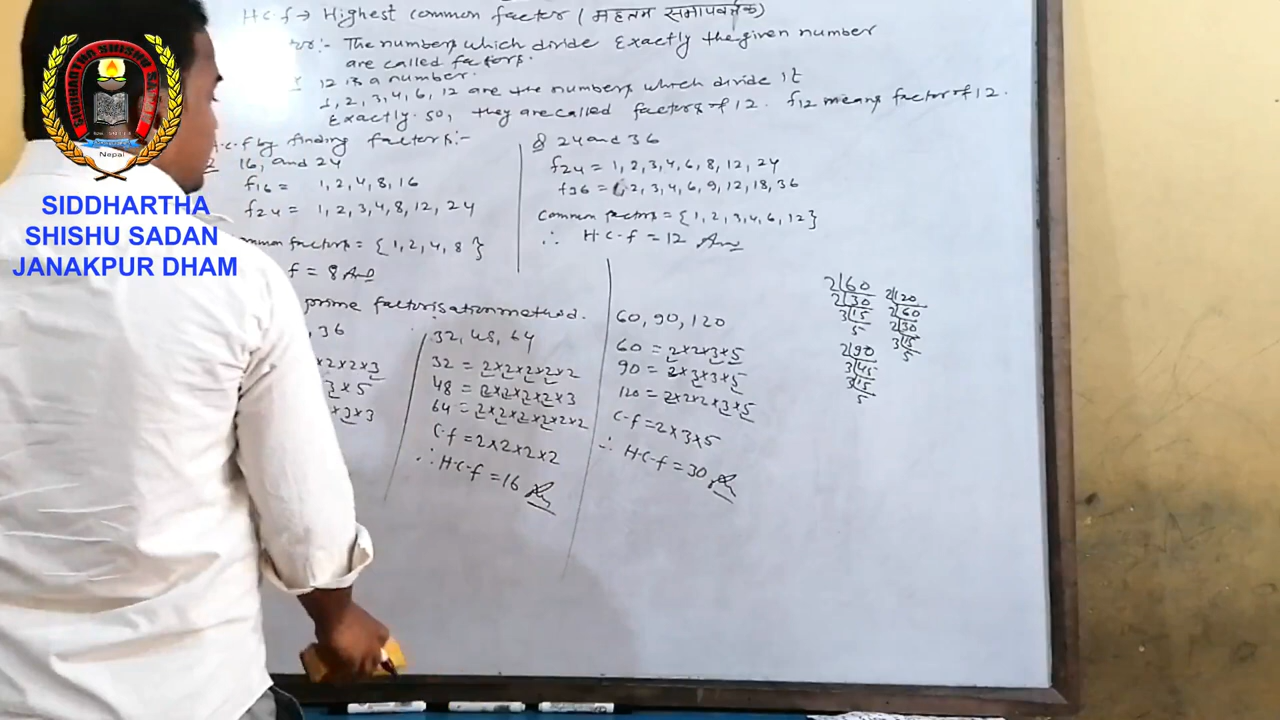 H.C.f → Highest common factor (महत्तम समापवर्तक)
:- The numbers which divide Exactly the given number
are called factors.
12 is a number.
1, 2, 3, 4, 6, 12 are the numbers which divide it
Exactly. so, they are called factors of 12. f12 means factor of 12.
H.C.f by finding factors:-
16, and 24
f16 = 1, 2, 4, 8, 16
f24 = 1, 2, 3, 4, 8, 12, 24
common factors = {1, 2, 4, 8}
f = 8 Ans
Q 24 and 36
f24 = 1, 2, 3, 4, 6, 8, 12, 24
f36 = 1, 2, 3, 4, 6, 9, 12, 18, 36
Common factors = {1, 2, 3, 4, 6, 12}
∴ H.C.f = 12 Ans
prime factorisation method.
, 36
×2×2×3
3×5
×3×3
32, 48, 64
32 = 2×2×2×2×2
48 = 2×2×2×2×3
64 = 2×2×2×2×2×2
C.f = 2×2×2×2
∴ H.C.f = 16
60, 90, 120
60 = 2×2×3×5
90 = 2×3×3×5
120 = 2×2×2×3×5
C.f = 2×3×5
∴ H.C.f = 30
2|60
2|30
3|15
5
2|90
3|45
3|15
5
2|120
2|60
2|30
3|15
5
Nepal
SIDDHARTHA
SHISHU SADAN
JANAKPUR DHAM